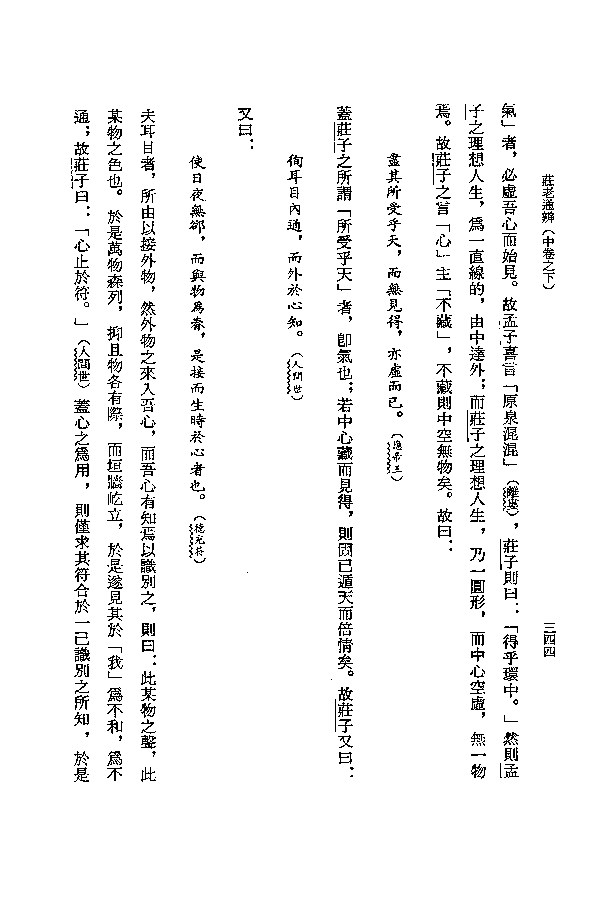 莊老通辨（中卷之下）
三四四
氣」者，必虛吾心而始見。故孟子喜言「原泉混混」（離婁），莊子則曰：「得乎環中。」然則孟
子之理想人生，爲一直線的，由中達外；而莊子之理想人生，乃一圓形，而中心空虛，無一物
焉。故莊子之言「心」主「不藏」，不藏則中空無物矣。故曰：
盡其所受乎天，而無見得，亦虛而已。（應帝王）
蓋莊子之所謂「所受乎天」者，卽氣也；若中心藏而見得，則固已遁天而倍情矣。故莊子又曰：
徇耳目內通，而外於心知。（人間世）
又曰：
使日夜無郤，而與物爲春，是接而生時於心者也。（德充符）
夫耳目者，所由以接外物，然外物之來入吾心，而吾心有知焉以識別之，則曰：此某物之聲，此
某物之色也。於是萬物森列，抑且物各有際，而垣牆屹立，於是遂見其於「我」爲不和，爲不
通；故莊子曰：「心止於符。」（人間世）蓋心之爲用，則僅求其符合於一己識別之所知，於是